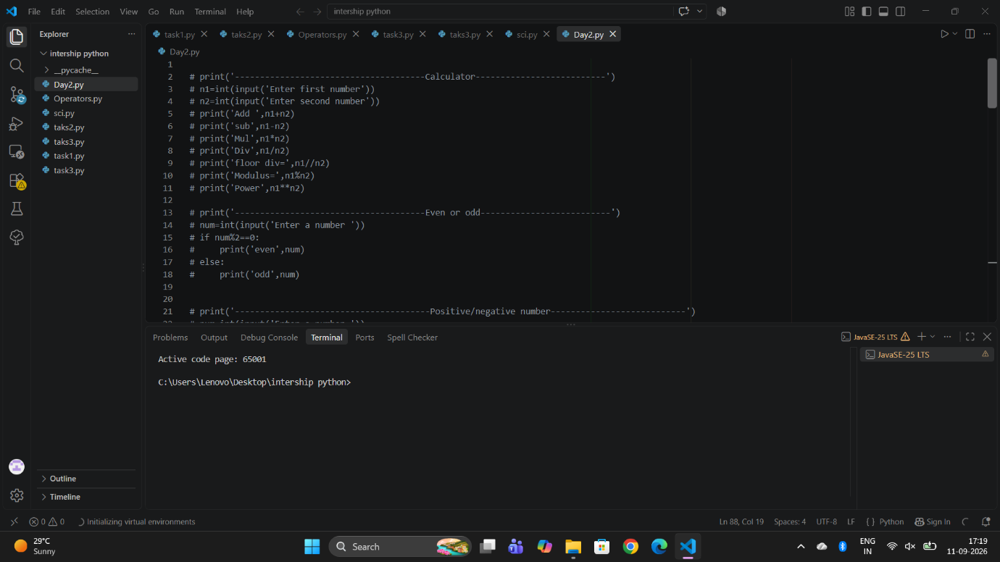 File Edit Selection View Go Run Terminal Help
intership python
Explorer
intership python
__pycache__
Day2.py
Operators.py
sci.py
taks2.py
taks3.py
task1.py
task3.py
Outline
Timeline
task1.py taks2.py Operators.py task3.py taks3.py sci.py Day2.py
Day2.py
1
2 # print('--------------------------------------Calculator--------------------------')
3 # n1=int(input('Enter first number'))
4 # n2=int(input('Enter second number'))
5 # print('Add ',n1+n2)
6 # print('sub',n1-n2)
7 # print('Mul',n1*n2)
8 # print('Div',n1/n2)
9 # print('floor div=',n1//n2)
10 # print('Modulus=',n1%n2)
11 # print('Power',n1**n2)
12
13 # print('--------------------------------------Even or odd--------------------------')
14 # num=int(input('Enter a number '))
15 # if num%2==0:
16 #     print('even',num)
17 # else:
18 #     print('odd',num)
19
20
21 # print('---------------------------------------Positive/negative number---------------------------')
Problems Output Debug Console Terminal Ports Spell Checker
JavaSE-25 LTS
JavaSE-25 LTS
Active code page: 65001
C:\Users\Lenovo\Desktop\intership python>
0 0 Initializing virtual environments
Ln 88, Col 19 Spaces: 4 UTF-8 LF { } Python Sign In
29°C
Sunny
Search
ENG
IN
17:19
11-09-2026